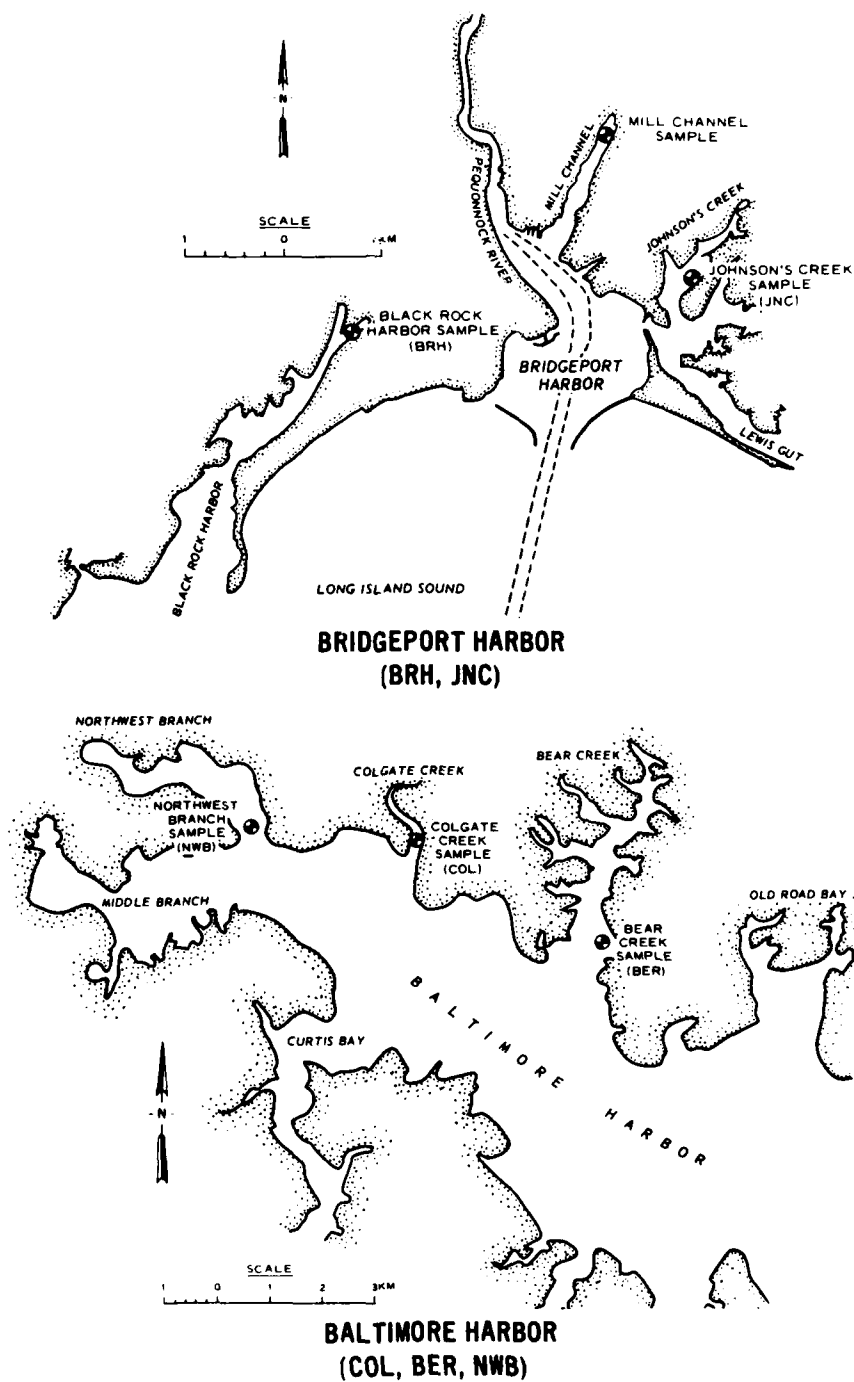 N
SCALE
1 0 KM
MILL CHANNEL
SAMPLE
MILL CHANNEL
PEQUONNOCK RIVER
JOHNSON'S CREEK
JOHNSON'S CREEK
SAMPLE
(JNC)
BLACK ROCK
HARBOR SAMPLE
(BRH)
BRIDGEPORT
HARBOR
LEWIS GUT
BLACK ROCK HARBOR
LONG ISLAND SOUND
BRIDGEPORT HARBOR
(BRH, JNC)
NORTHWEST BRANCH
COLGATE CREEK
BEAR CREEK
NORTHWEST
BRANCH
SAMPLE
(NWB)
COLGATE
CREEK
SAMPLE
(COL)
MIDDLE BRANCH
OLD ROAD BAY
BEAR
CREEK
SAMPLE
(BER)
BALTIMORE HARBOR
CURTIS BAY
N
SCALE
1 0 1 2 3KM
BALTIMORE HARBOR
(COL, BER, NWB)